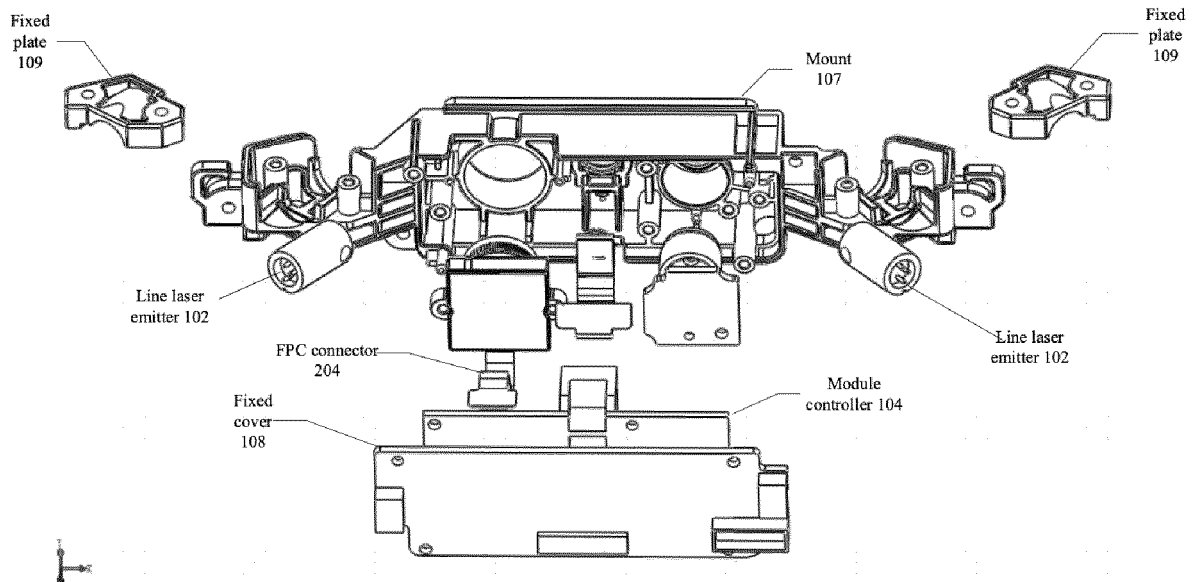 Fixed
plate
109
Mount
107
Fixed
plate
109
Line laser
emitter 102
Line laser
emitter 102
FPC connector
204
Module
controller 104
Fixed
cover
108